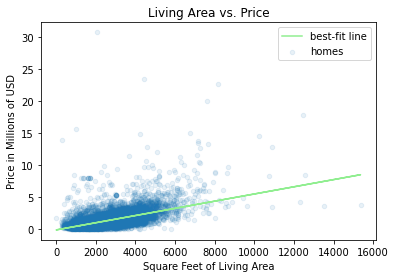 Living Area vs. Price
best-fit line
homes
Price in Millions of USD
30
25
20
15
10
5
0
0 2000 4000 6000 8000 10000 12000 14000 16000
Square Feet of Living Area